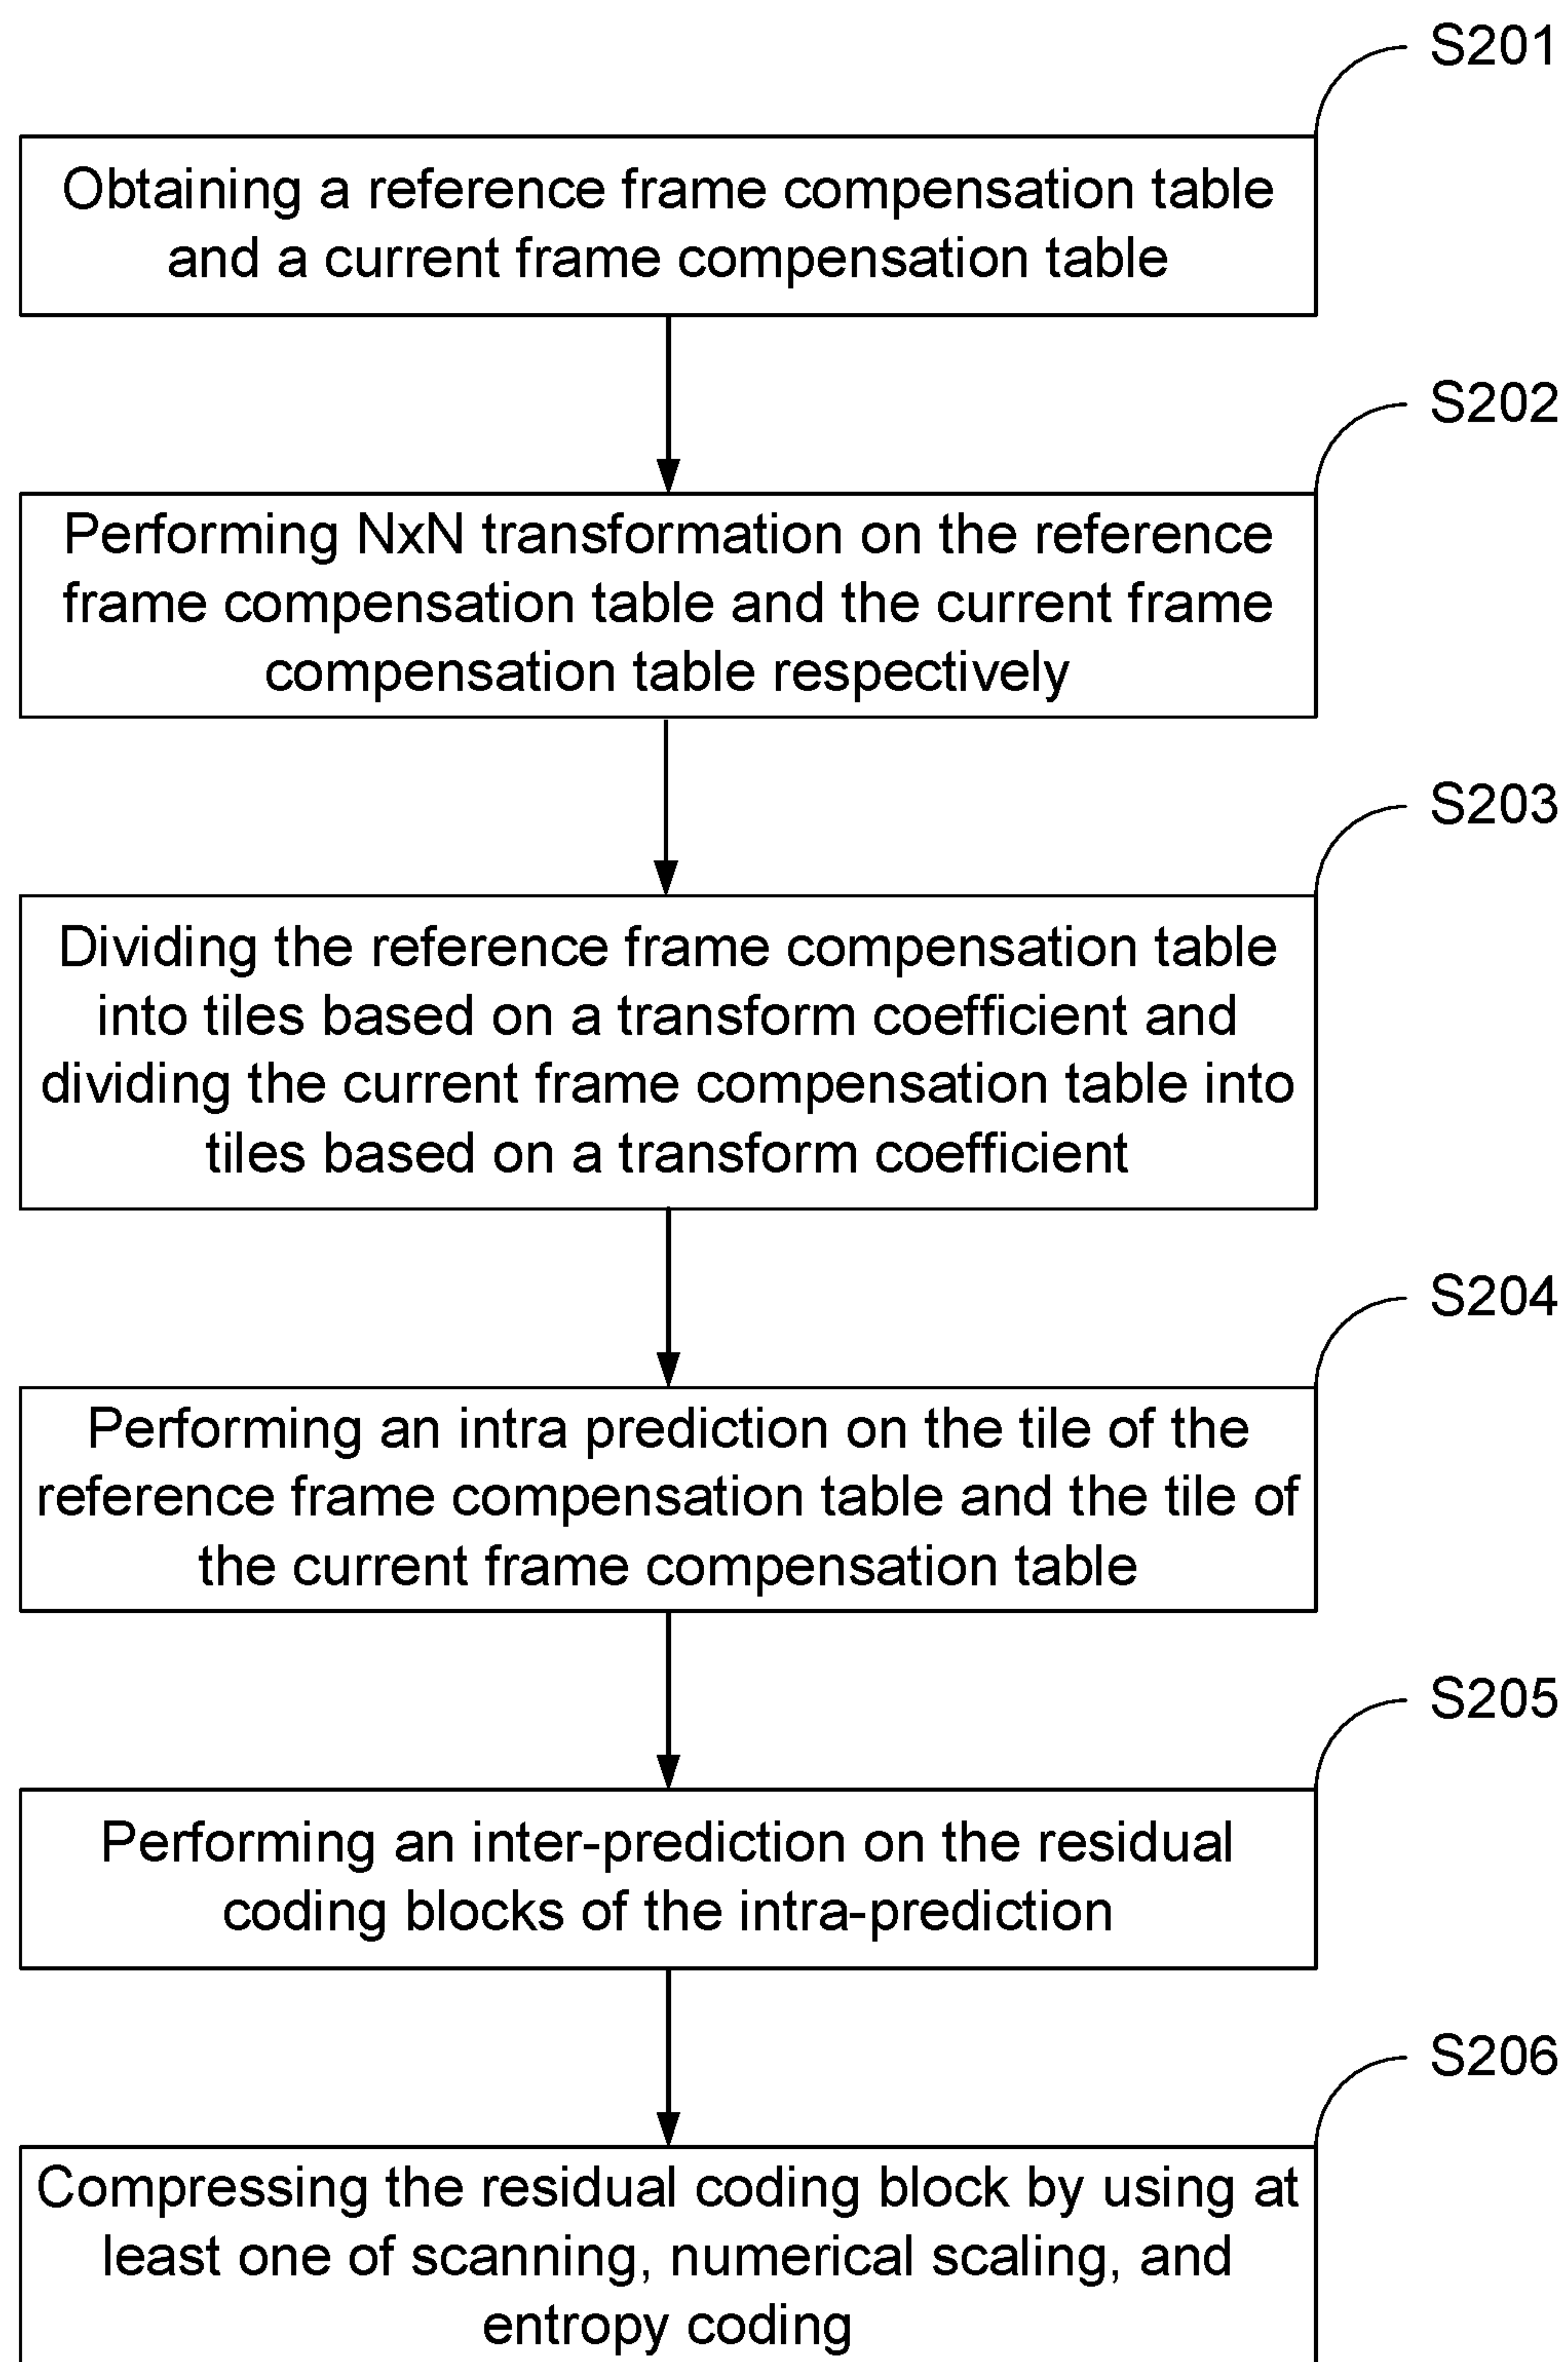 S201
Obtaining a reference frame compensation table
and a current frame compensation table
S202
Performing NxN transformation on the reference
frame compensation table and the current frame
compensation table respectively
S203
Dividing the reference frame compensation table
into tiles based on a transform coefficient and
dividing the current frame compensation table into
tiles based on a transform coefficient
S204
Performing an intra prediction on the tile of the
reference frame compensation table and the tile of
the current frame compensation table
S205
Performing an inter-prediction on the residual
coding blocks of the intra-prediction
S206
Compressing the residual coding block by using at
least one of scanning, numerical scaling, and
entropy coding